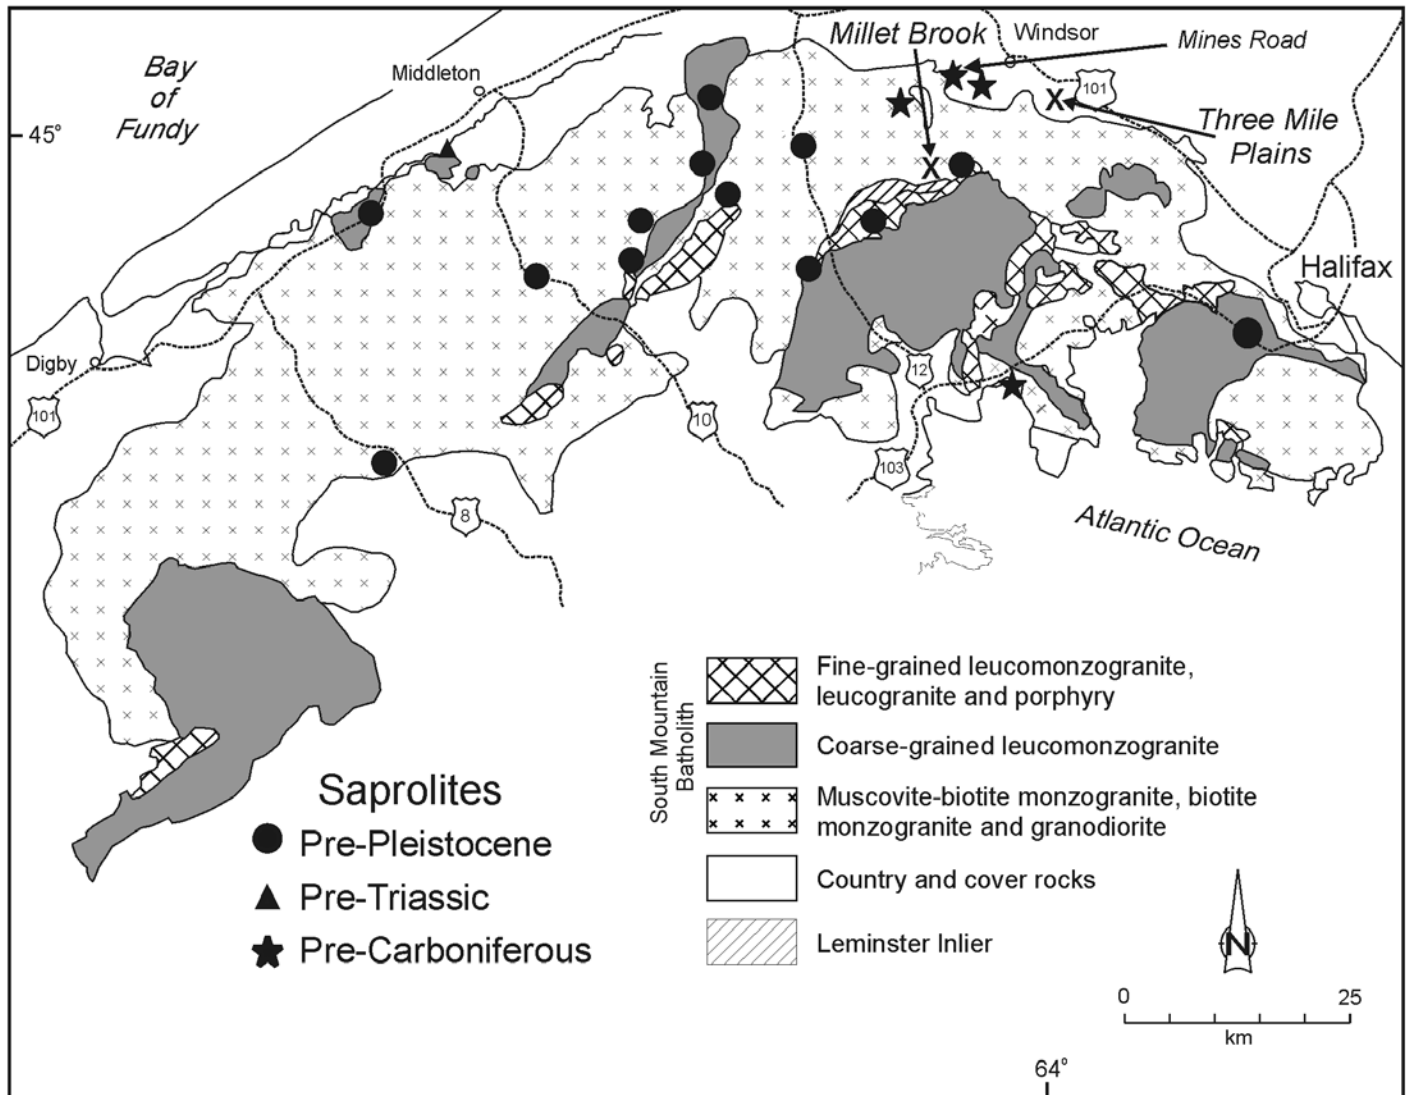 Bay
of
Fundy
Middleton
Millet Brook
Windsor
Mines Road
101
Three Mile
Plains
45°
Halifax
Digby
101
12
10
103
8
Atlantic Ocean
South Mountain
Batholith
Fine-grained leucomonzogranite,
leucogranite and porphyry
Coarse-grained leucomonzogranite
Muscovite-biotite monzogranite, biotite
monzogranite and granodiorite
Country and cover rocks
Leminster Inlier
Saprolites
Pre-Pleistocene
Pre-Triassic
Pre-Carboniferous
N
0 25
km
64°